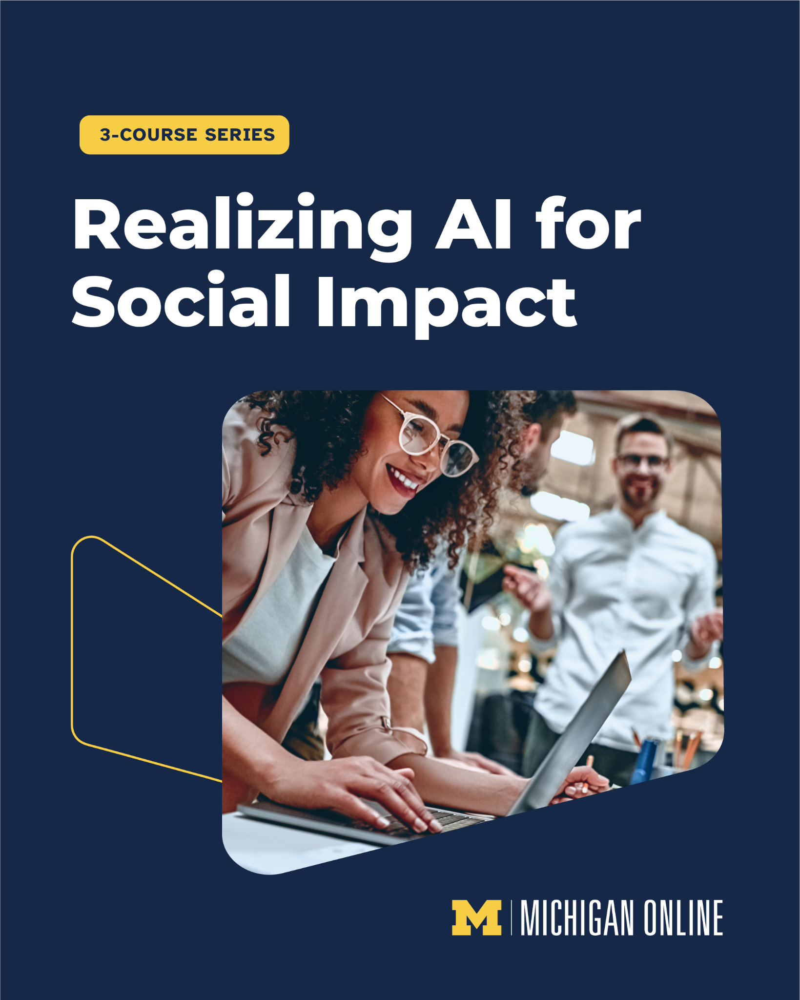 3-COURSE SERIES
Realizing AI for
Social Impact
M | MICHIGAN ONLINE